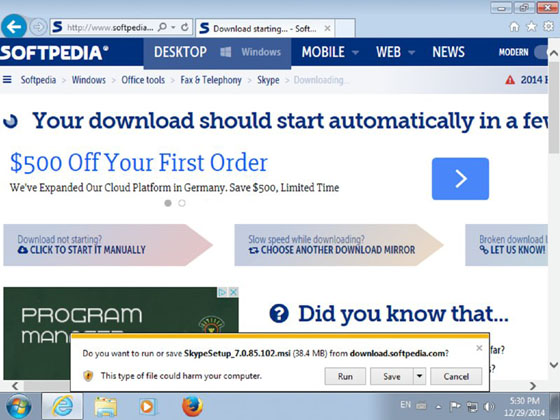 http://www.softpedia....
Download starting... - Soft...
SOFTPEDIA®
DESKTOP
Windows
MOBILE
WEB
NEWS
MODERN
Softpedia > Windows > Office tools > Fax & Telephony > Skype > Downloading...
2014 B
Your download should start automatically in a few
$500 Off Your First Order
We've Expanded Our Cloud Platform in Germany. Save $500, Limited Time
Download not starting?
CLICK TO START IT MANUALLY
Slow speed while downloading?
CHOOSE ANOTHER DOWNLOAD MIRROR
Broken download l
LET US KNOW!
PROGRAM
MANAGER
Did you know that...
far?
Do you want to run or save SkypeSetup_7.0.85.102.msi (38.4 MB) from download.softpedia.com?
This type of file could harm your computer.
Run
Save
Cancel
EN
5:30 PM
12/29/2014